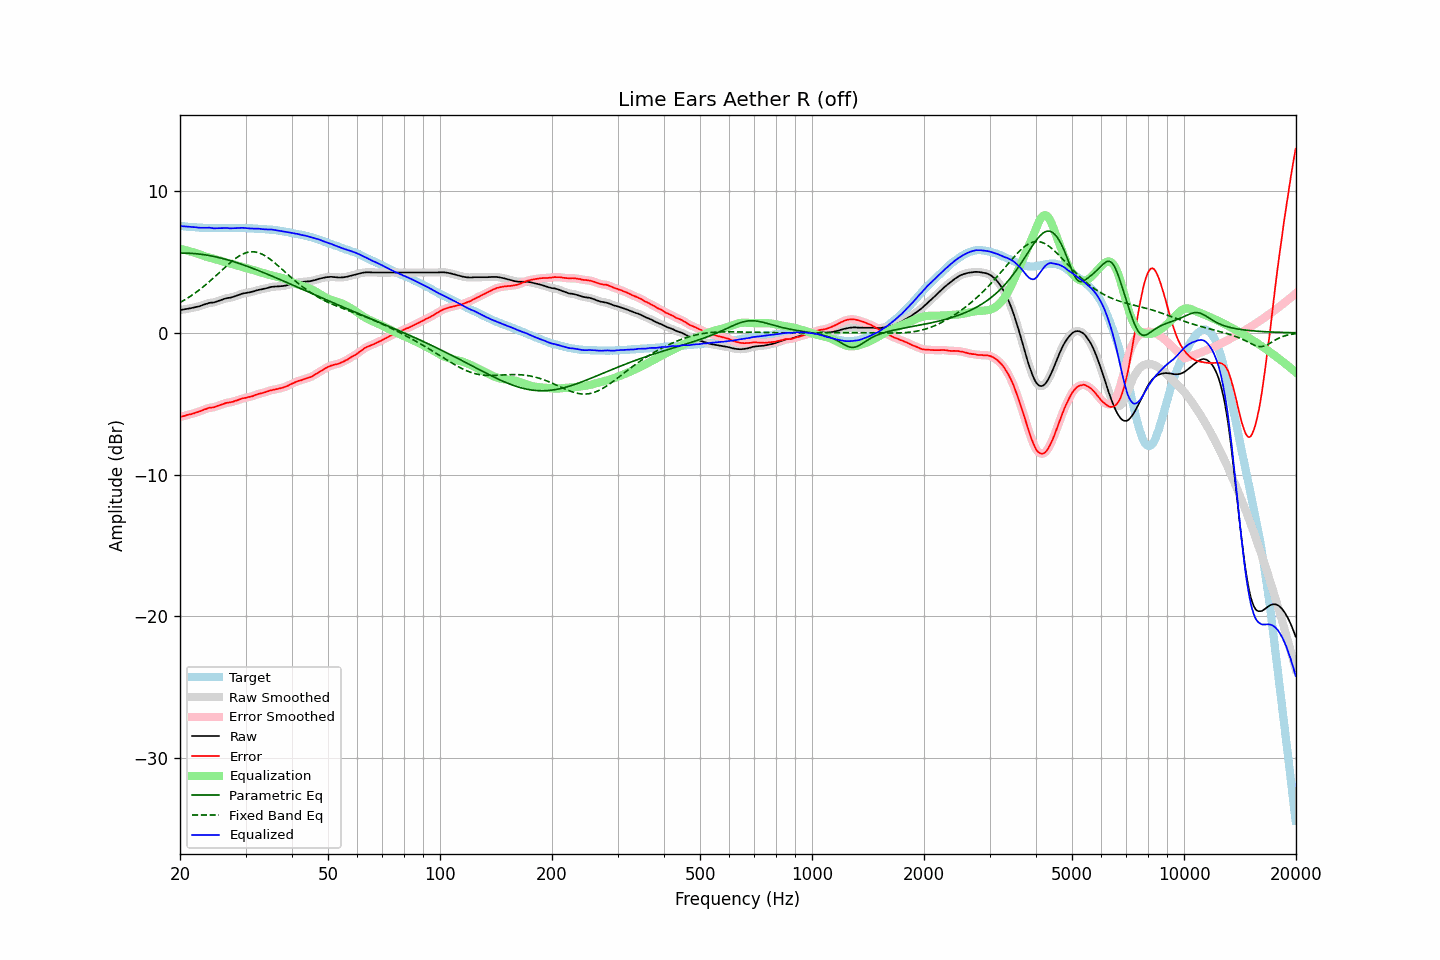 Lime Ears Aether R (off)
Amplitude (dBr)
10
0
−10
−20
−30
Target
Raw Smoothed
Error Smoothed
Raw
Error
Equalization
Parametric Eq
Fixed Band Eq
Equalized
20 50 100 200 500 1000 2000 5000 10000 20000
Frequency (Hz)